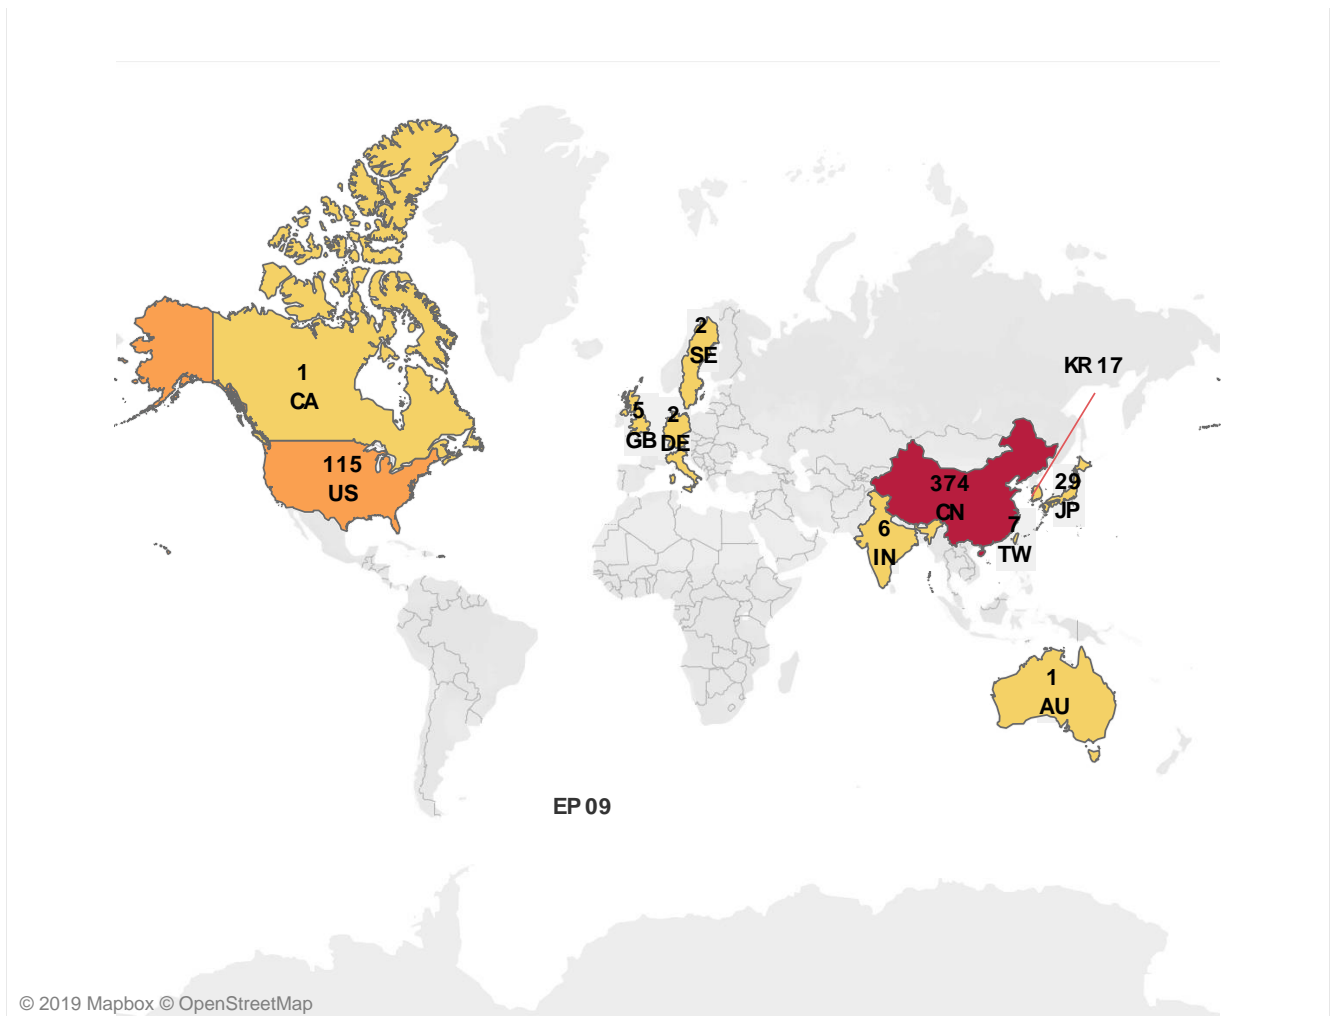 2
SE
KR 17
1
CA
5
GB
2
DE
115
US
374
CN
29
JP
7
TW
6
IN
1
AU
EP 09
© 2019 Mapbox © OpenStreetMap